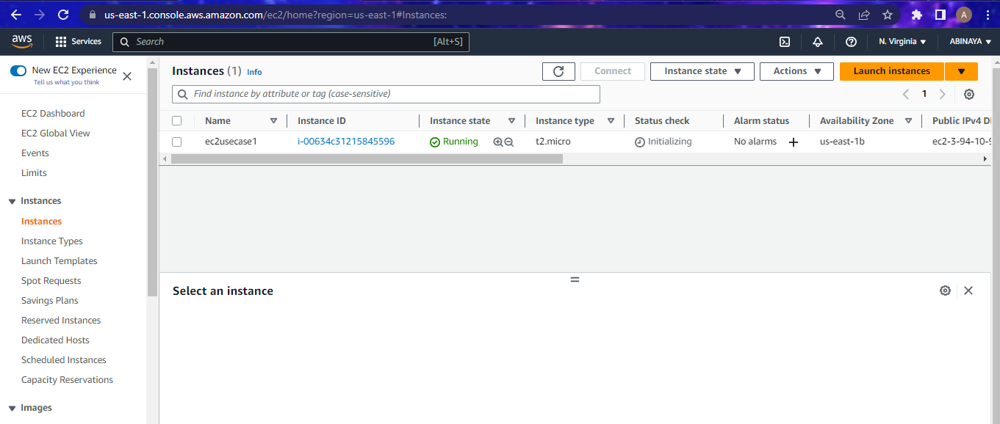 us-east-1.console.aws.amazon.com/ec2/home?region=us-east-1#Instances:
A
aws
Services
Search
[Alt+S]
N. Virginia
ABINAYA
New EC2 Experience
Tell us what you think
EC2 Dashboard
EC2 Global View
Events
Limits
Instances
Instances
Instance Types
Launch Templates
Spot Requests
Savings Plans
Reserved Instances
Dedicated Hosts
Scheduled Instances
Capacity Reservations
Images
Instances (1) Info
Connect
Instance state
Actions
Launch instances
Find instance by attribute or tag (case-sensitive)
1
Name Instance ID Instance state Instance type Status check Alarm status Availability Zone Public IPv4 D
ec2usecase1 i-00634c31215845596 Running t2.micro Initializing No alarms us-east-1b ec2-3-94-10-9
Select an instance